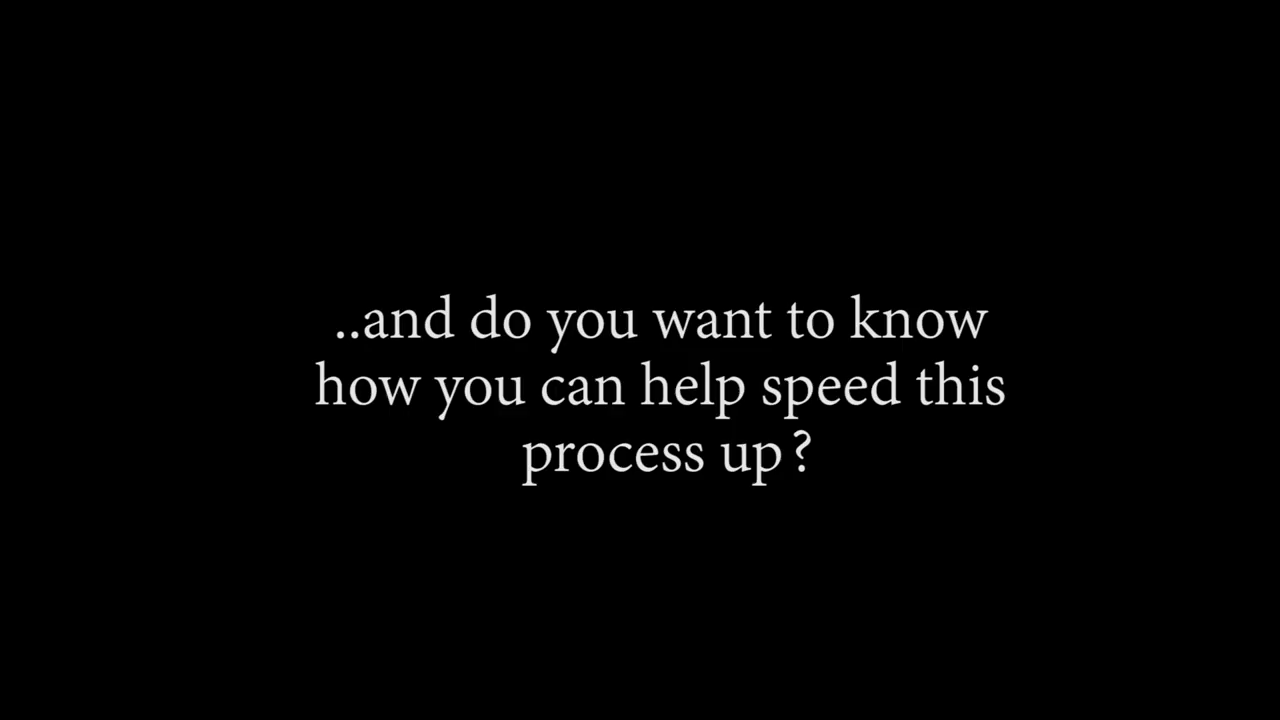 ..and do you want to know
how you can help speed this
process up?